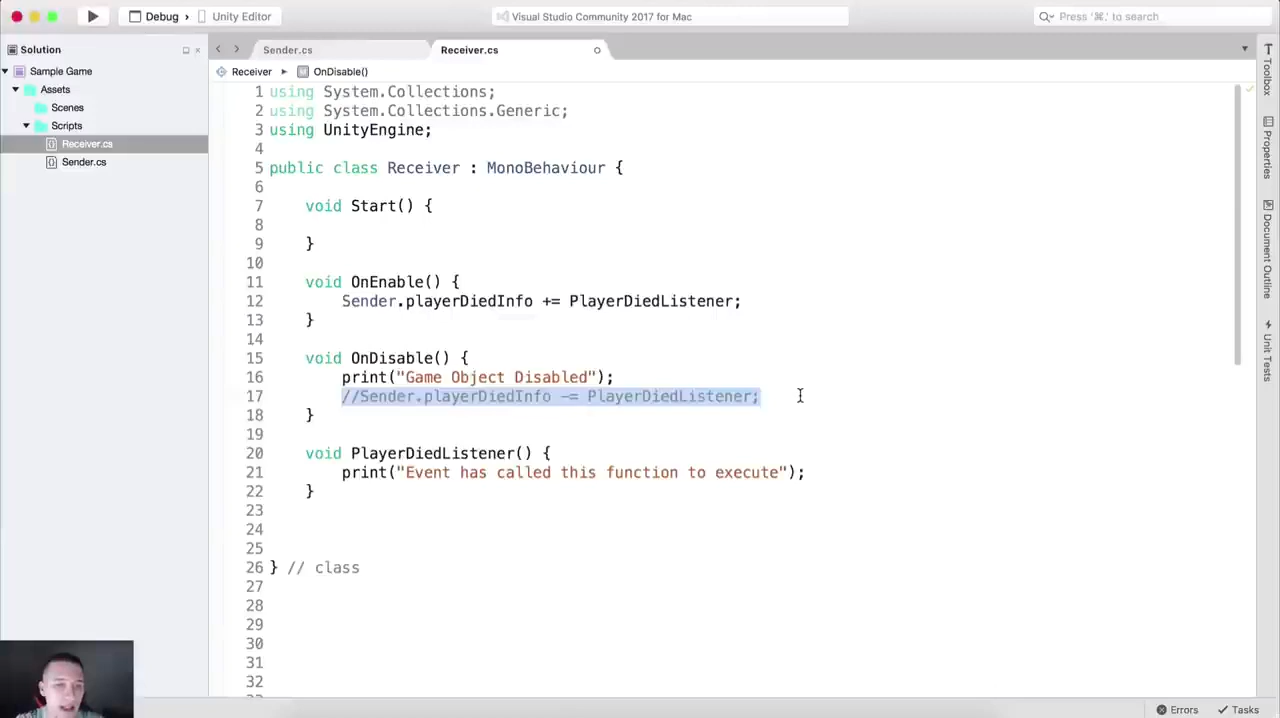 Debug
Unity Editor
Visual Studio Community 2017 for Mac
Press '⌘.' to search
Solution
Sample Game
Assets
Scenes
Scripts
Receiver.cs
Sender.cs
Sender.cs
Receiver.cs
Receiver
OnDisable()
1 using System.Collections;
2 using System.Collections.Generic;
3 using UnityEngine;
4
5 public class Receiver : MonoBehaviour {
6
7 void Start() {
8
9 }
10
11 void OnEnable() {
12 Sender.playerDiedInfo += PlayerDiedListener;
13 }
14
15 void OnDisable() {
16 print("Game Object Disabled");
17 //Sender.playerDiedInfo -= PlayerDiedListener;
18 }
19
20 void PlayerDiedListener() {
21 print("Event has called this function to execute");
22 }
23
24
25
26 } // class
27
28
29
30
31
32
Toolbox
Properties
Document Outline
Unit Tests
Errors
Tasks